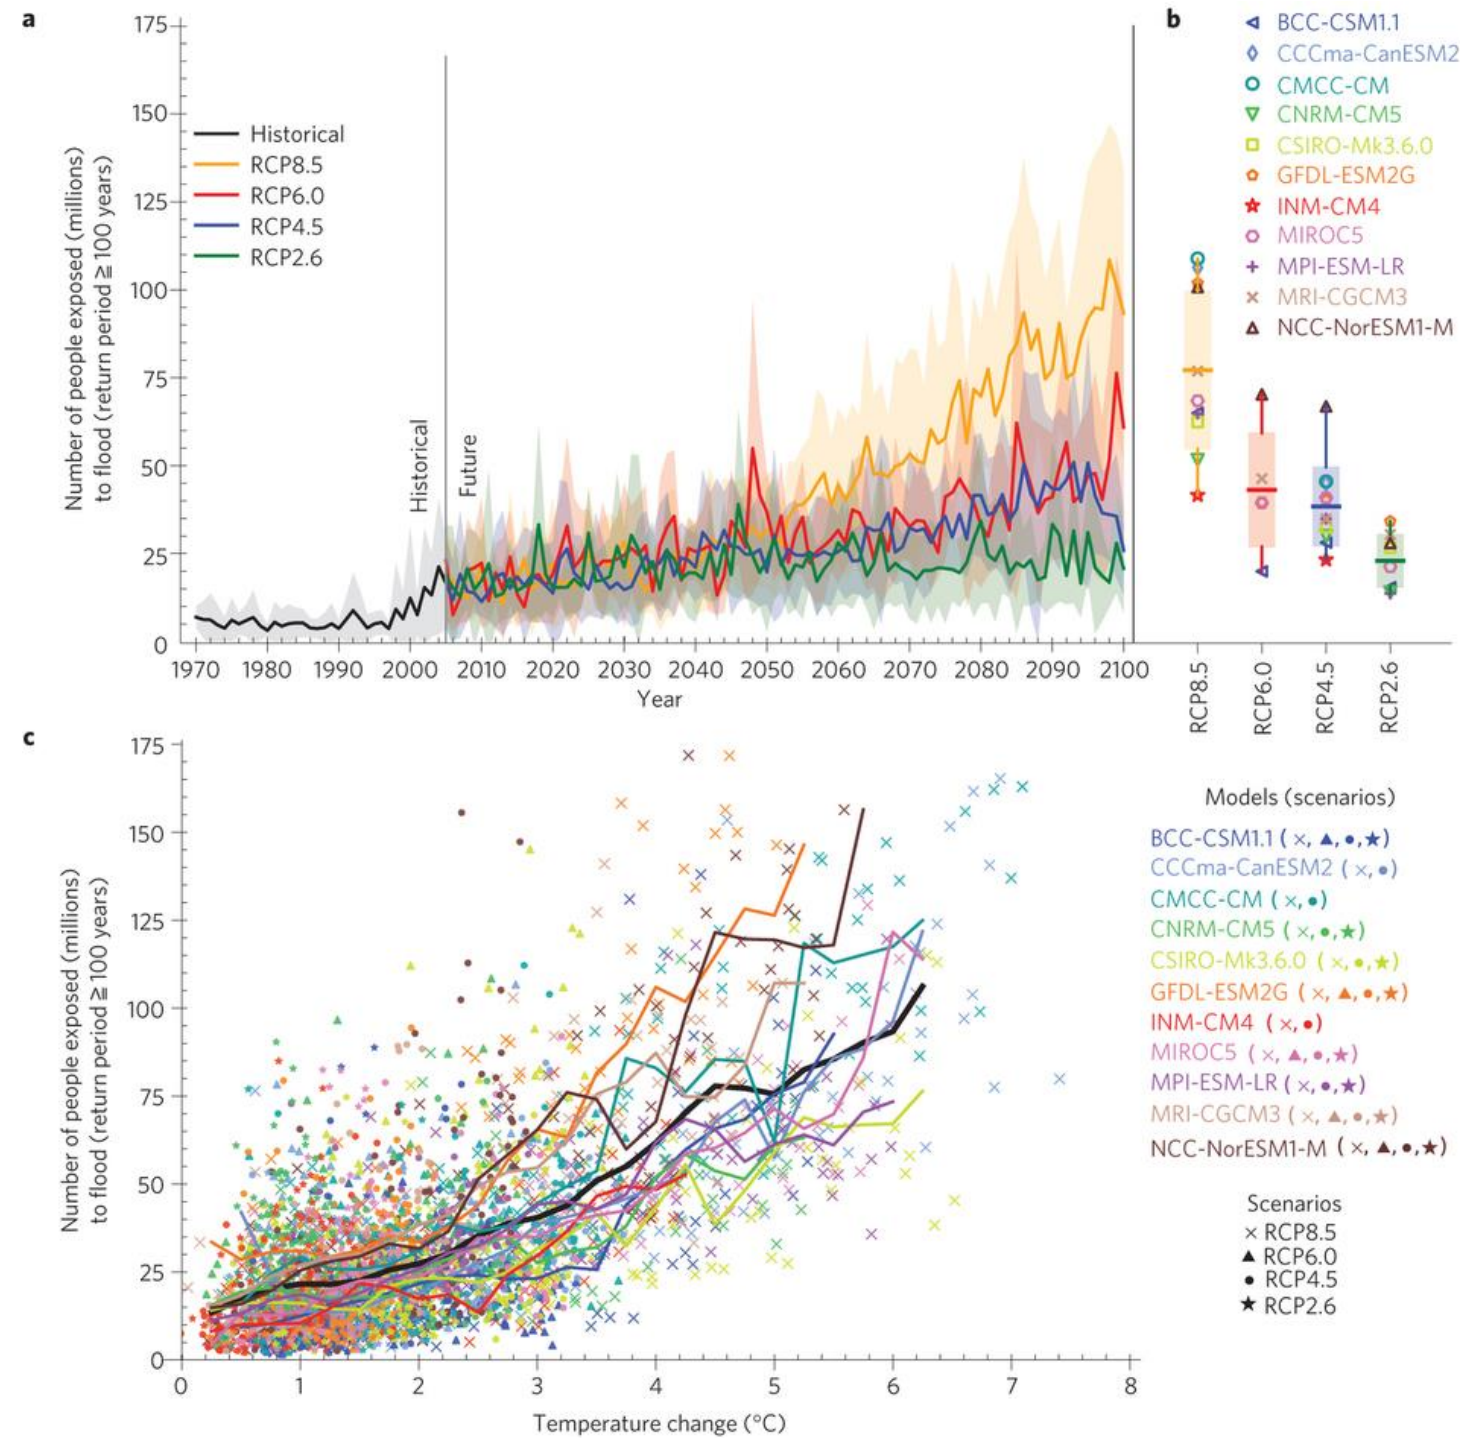 a
175
150
125
100
75
50
25
0
Number of people exposed (millions)
to flood (return period ≧ 100 years)
Historical
RCP8.5
RCP6.0
RCP4.5
RCP2.6
Historical
Future
1970 1980 1990 2000 2010 2020 2030 2040 2050 2060 2070 2080 2090 2100
Year
b
BCC-CSM1.1
CCCma-CanESM2
CMCC-CM
CNRM-CM5
CSIRO-Mk3.6.0
GFDL-ESM2G
INM-CM4
MIROC5
MPI-ESM-LR
MRI-CGCM3
NCC-NorESM1-M
RCP8.5
RCP6.0
RCP4.5
RCP2.6
c
175
150
125
100
75
50
25
0
Number of people exposed (millions)
to flood (return period ≧ 100 years)
0 1 2 3 4 5 6 7 8
Temperature change (°C)
Models (scenarios)
BCC-CSM1.1 (×, ▲, ●, ★)
CCCma-CanESM2 (×, ●)
CMCC-CM (×, ●)
CNRM-CM5 (×, ●, ★)
CSIRO-Mk3.6.0 (×, ●, ★)
GFDL-ESM2G (×, ▲, ●, ★)
INM-CM4 (×, ●)
MIROC5 (×, ▲, ●, ★)
MPI-ESM-LR (×, ●, ★)
MRI-CGCM3 (×, ▲, ●, ★)
NCC-NorESM1-M (×, ▲, ●, ★)
Scenarios
× RCP8.5
▲ RCP6.0
● RCP4.5
★ RCP2.6